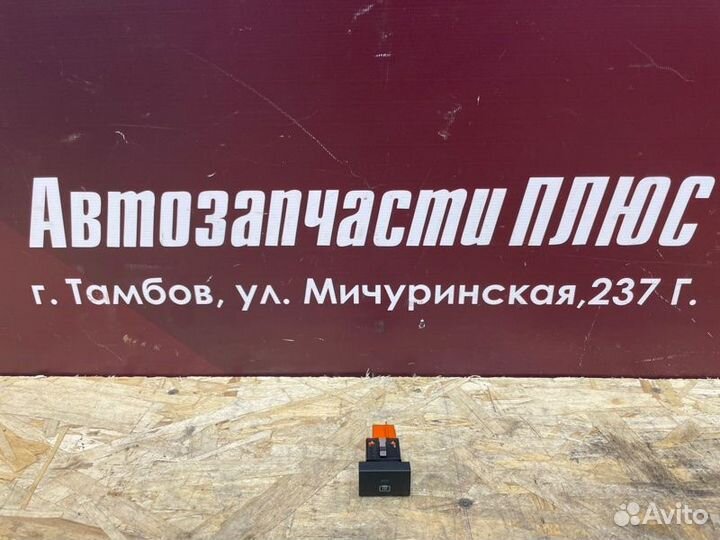 Автозапчасти ПЛЮС
г. Тамбов, ул. Мичуринская,237 Г.
Avito